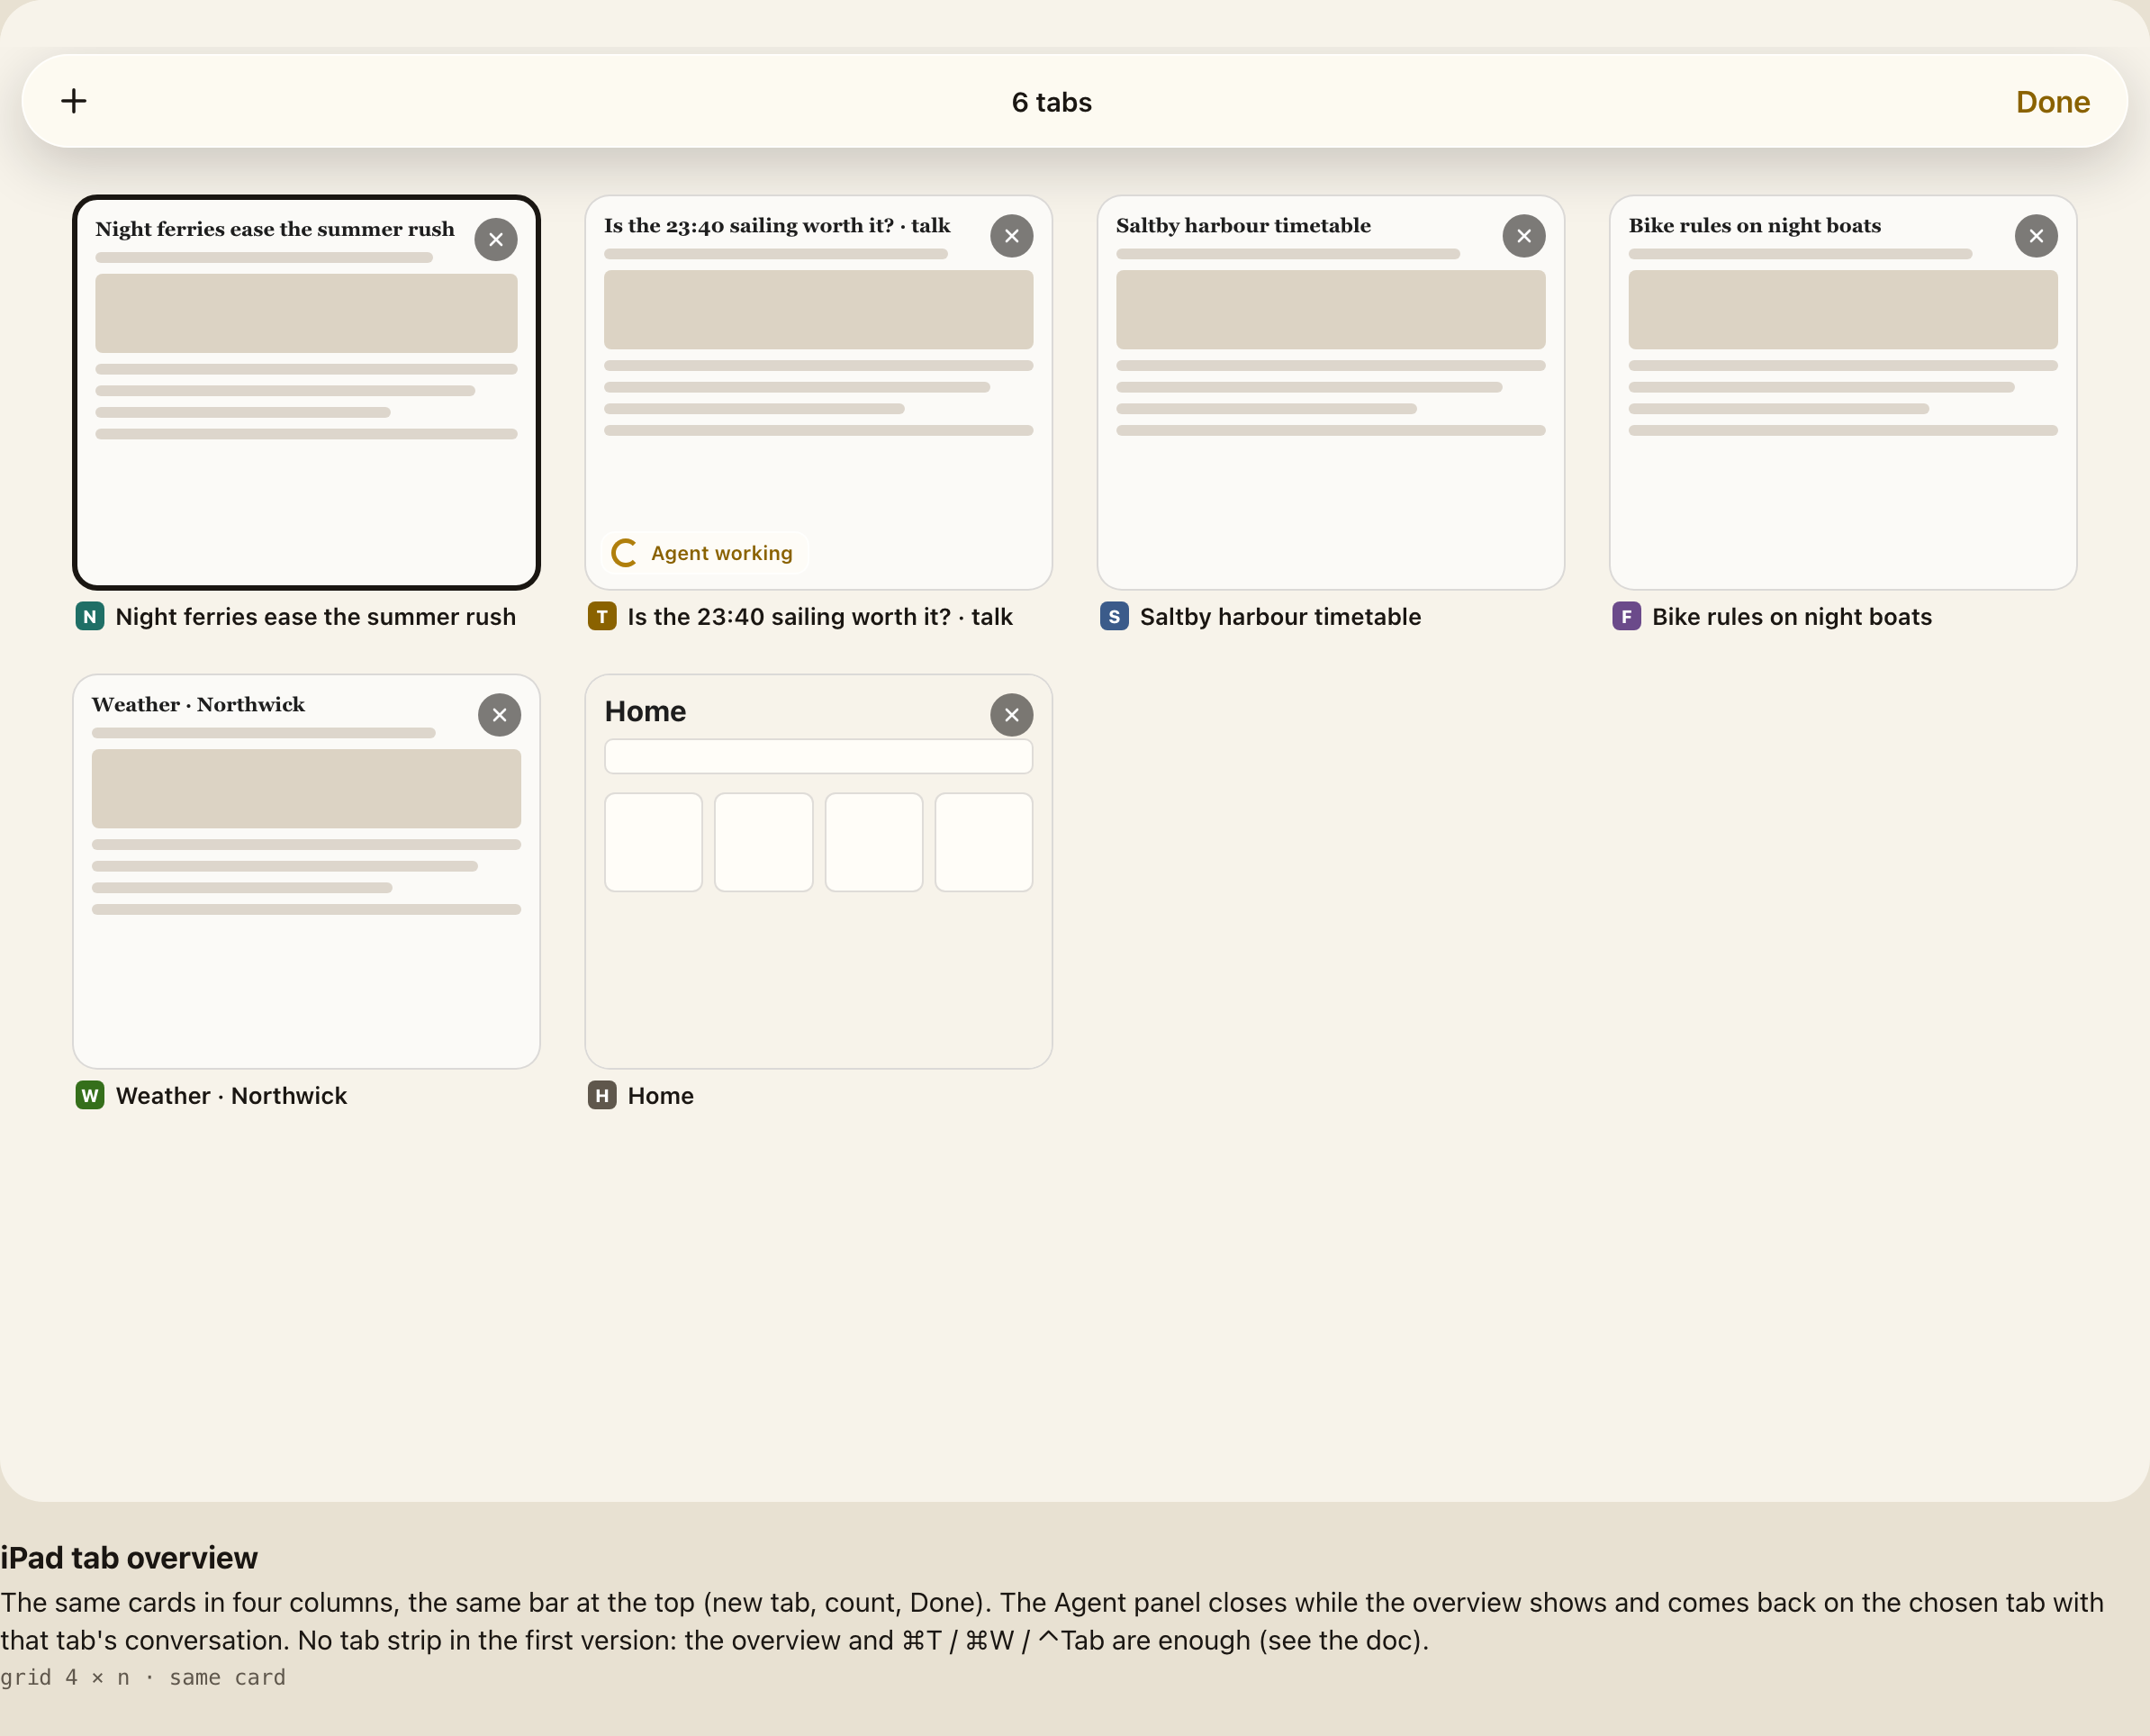 6 tabs
Done
Night ferries ease the summer rush
Is the 23:40 sailing worth it? · talk
Saltby harbour timetable
Bike rules on night boats
Agent working
N Night ferries ease the summer rush
T Is the 23:40 sailing worth it? · talk
S Saltby harbour timetable
F Bike rules on night boats
Weather · Northwick
Home
W Weather · Northwick
H Home
iPad tab overview
The same cards in four columns, the same bar at the top (new tab, count, Done). The Agent panel closes while the overview shows and comes back on the chosen tab with
that tab's conversation. No tab strip in the first version: the overview and ⌘T / ⌘W / ^Tab are enough (see the doc).
grid 4 × n · same card